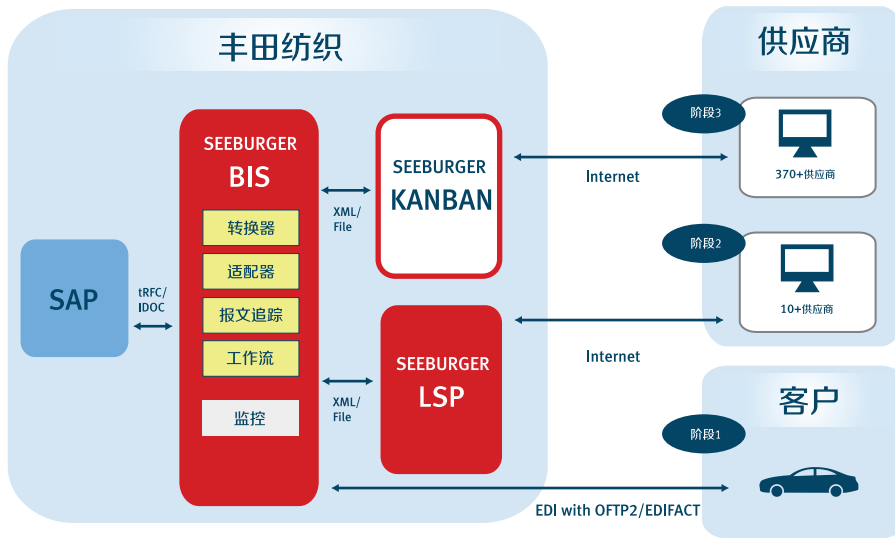 丰田纺织
供应商
SEEBURGER
BIS
转换器
适配器
报文追踪
工作流
监控
SAP
tRFC/
IDOC
XML/
File
SEEBURGER
KANBAN
XML/
File
SEEBURGER
LSP
Internet
Internet
EDI with OFTP2/EDIFACT
阶段3
370+供应商
阶段2
10+供应商
客户
阶段1